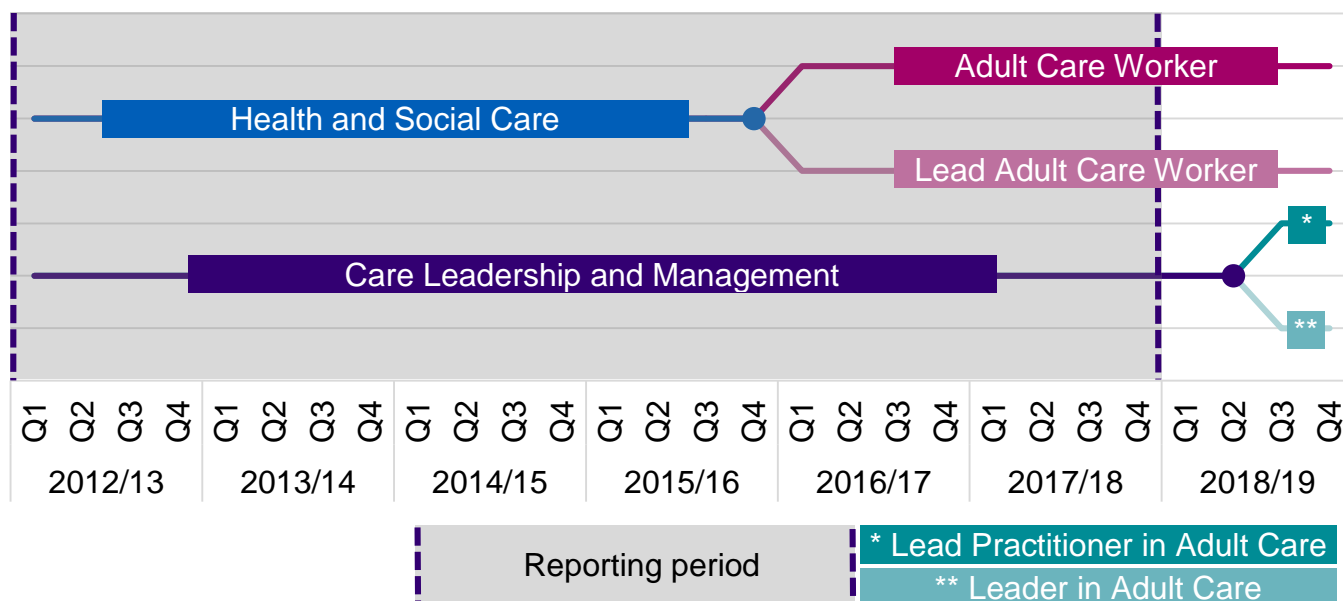 Adult Care Worker
Health and Social Care
Lead Adult Care Worker
*
Care Leadership and Management
**
Q1 Q2 Q3 Q4 Q1 Q2 Q3 Q4 Q1 Q2 Q3 Q4 Q1 Q2 Q3 Q4 Q1 Q2 Q3 Q4 Q1 Q2 Q3 Q4 Q1 Q2 Q3 Q4
2012/13 2013/14 2014/15 2015/16 2016/17 2017/18 2018/19
Reporting period
* Lead Practitioner in Adult Care
** Leader in Adult Care